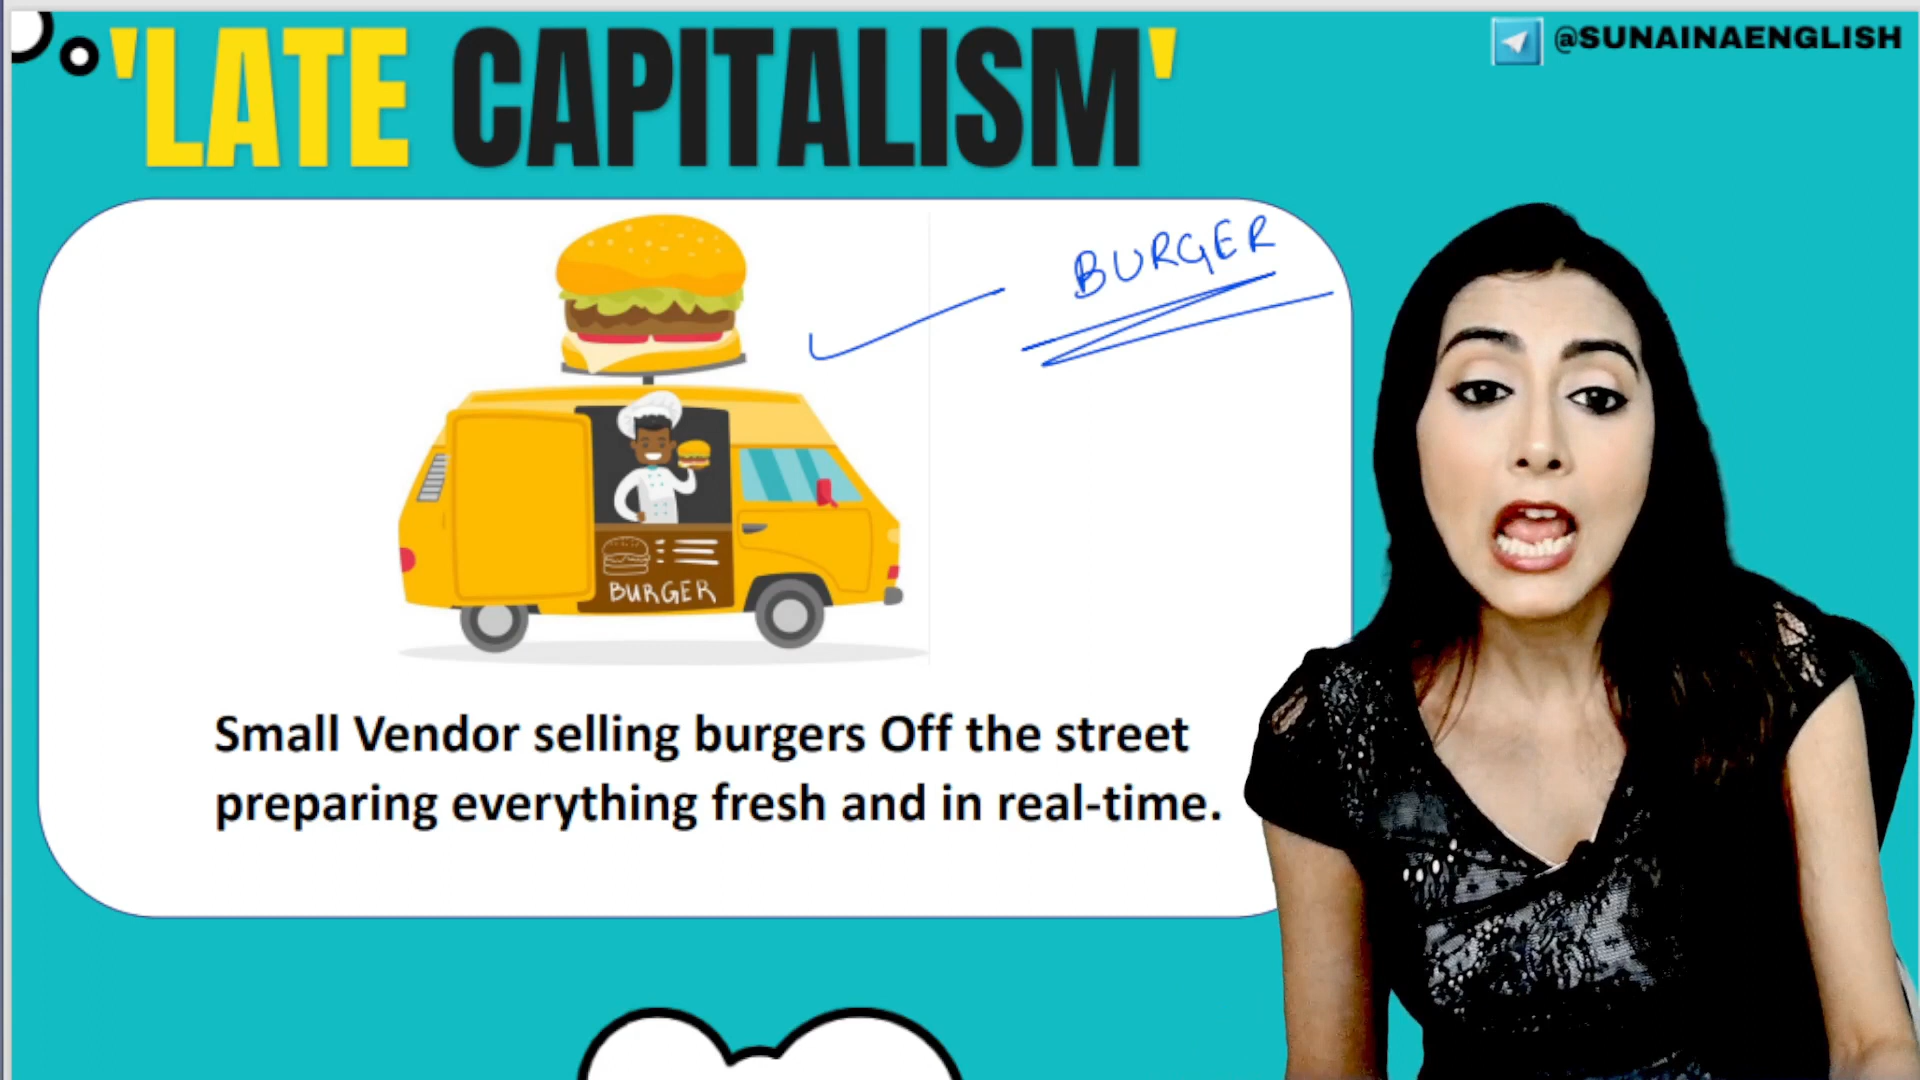 'LATE CAPITALISM'
@SUNAINAENGLISH
BURGER
BURGER
Small Vendor selling burgers Off the street
preparing everything fresh and in real-time.